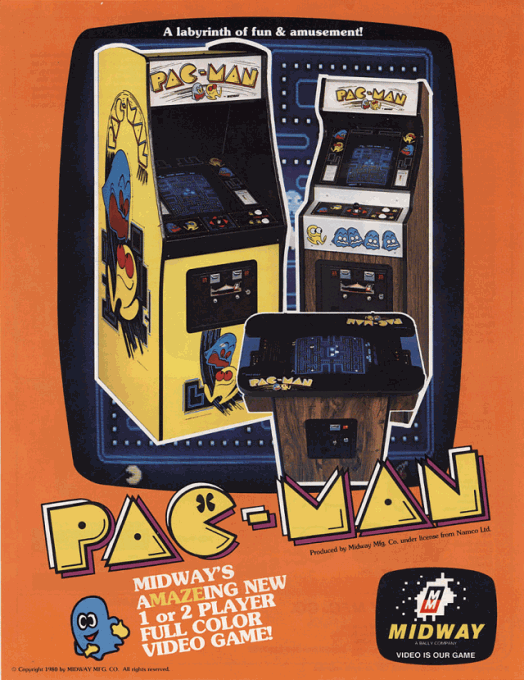 A labyrinth of fun & amusement!
PAC-MAN
PAC-MAN
PAC-MAN
PAC-MAN
PAC-MAN
PAC-MAN
Produced by Midway Mfg. Co. under license from Namco Ltd.
MIDWAY'S
AMAZEING NEW
1 or 2 PLAYER
FULL COLOR
VIDEO GAME!
M
MIDWAY
A BALLY COMPANY
VIDEO IS OUR GAME
© Copyright 1980 by MIDWAY MFG. CO. All rights reserved.